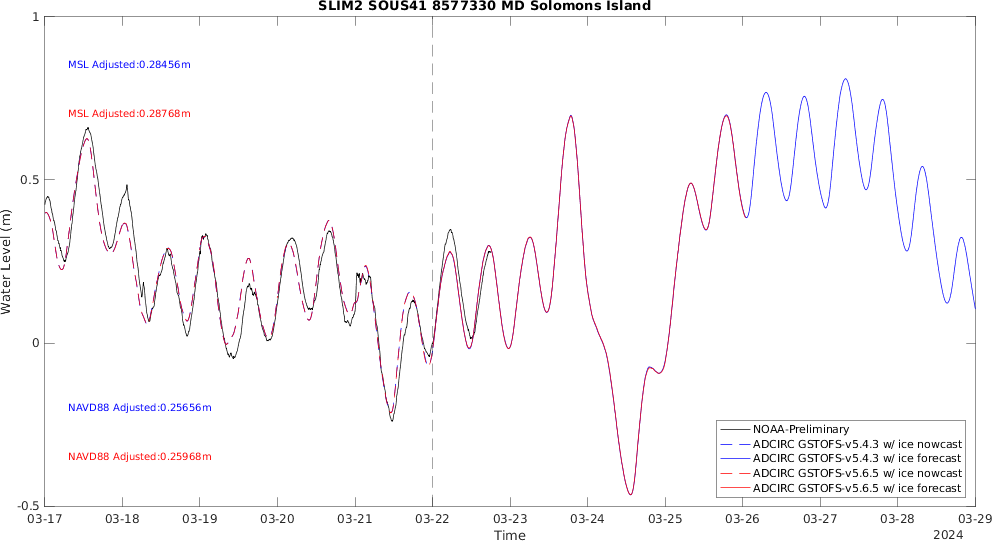 SLIM2 SOUS41 8577330 MD Solomons Island
1
MSL Adjusted:0.28456m
MSL Adjusted:0.28768m
0.5
Water Level (m)
0
NAVD88 Adjusted:0.25656m
NAVD88 Adjusted:0.25968m
NOAA-Preliminary
ADCIRC GSTOFS-v5.4.3 w/ ice nowcast
ADCIRC GSTOFS-v5.4.3 w/ ice forecast
ADCIRC GSTOFS-v5.6.5 w/ ice nowcast
ADCIRC GSTOFS-v5.6.5 w/ ice forecast
-0.5
03-17 03-18 03-19 03-20 03-21 03-22 03-23 03-24 03-25 03-26 03-27 03-28 03-29
Time
2024